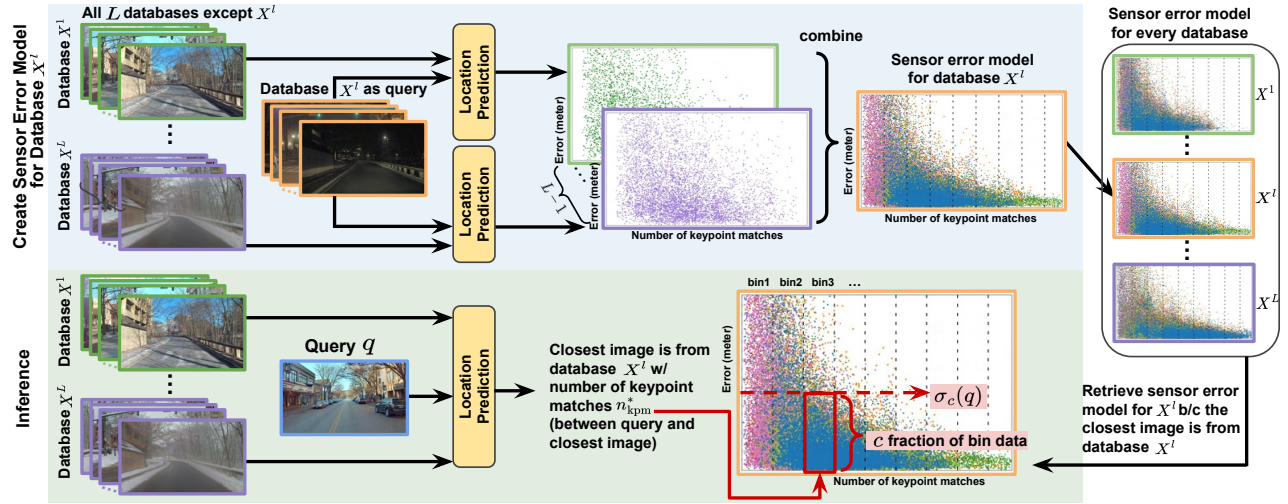 Create Sensor Error Model
for Database X^l
All L databases except X^l
Database X^1
Database X^L
Database X^l as query
Location
Prediction
Location
Prediction
Error (meter)
L − 1
Error (meter)
Number of keypoint matches
combine
Sensor error model
for database X^l
Error (meter)
Number of keypoint matches
Sensor error model
for every database
X^1
X^l
X^L
Inference
Database X^1
Database X^L
Query q
Location
Prediction
Closest image is from
database X^l w/
number of keypoint
matches n*_kpm
(between query and
closest image)
bin1 bin2 bin3 ...
Error (meter)
σ_c(q)
c fraction of bin data
Number of keypoint matches
Retrieve sensor error
model for X^l b/c the
closest image is from
database X^l